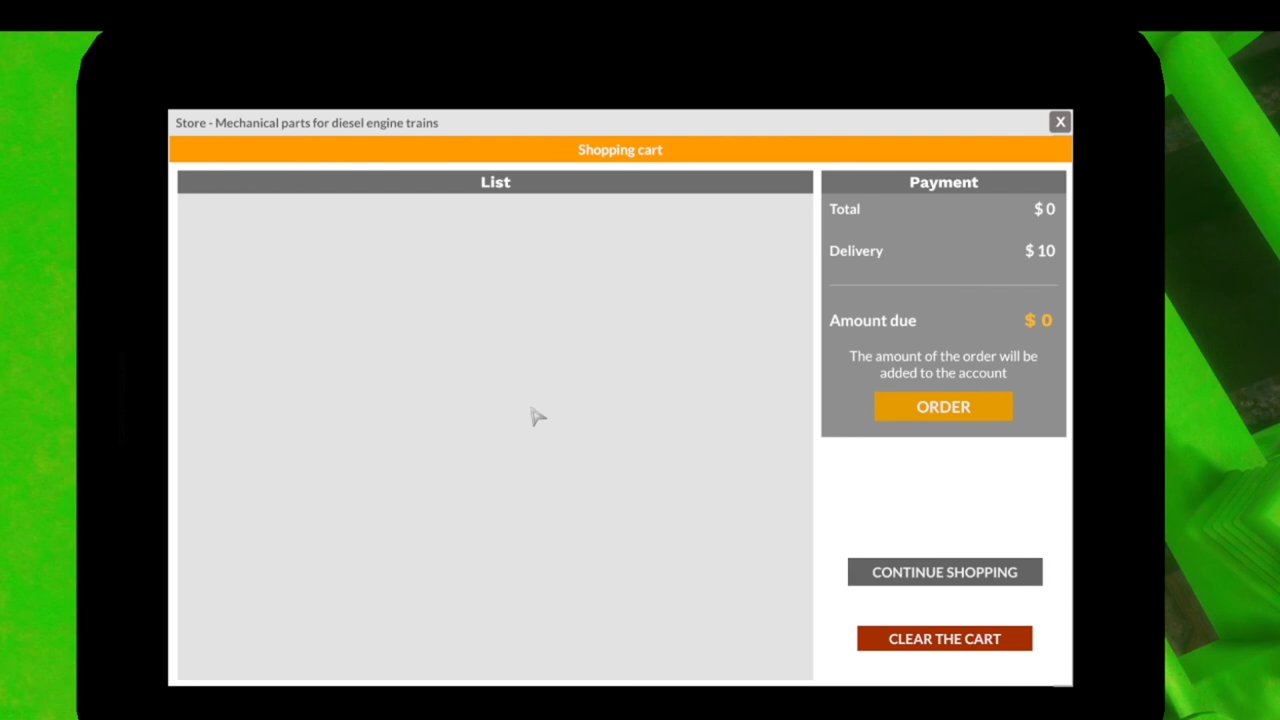 Store - Mechanical parts for diesel engine trains
X
Shopping cart
List
Payment
Total $ 0
Delivery $ 10
Amount due $ 0
The amount of the order will be
added to the account
ORDER
CONTINUE SHOPPING
CLEAR THE CART